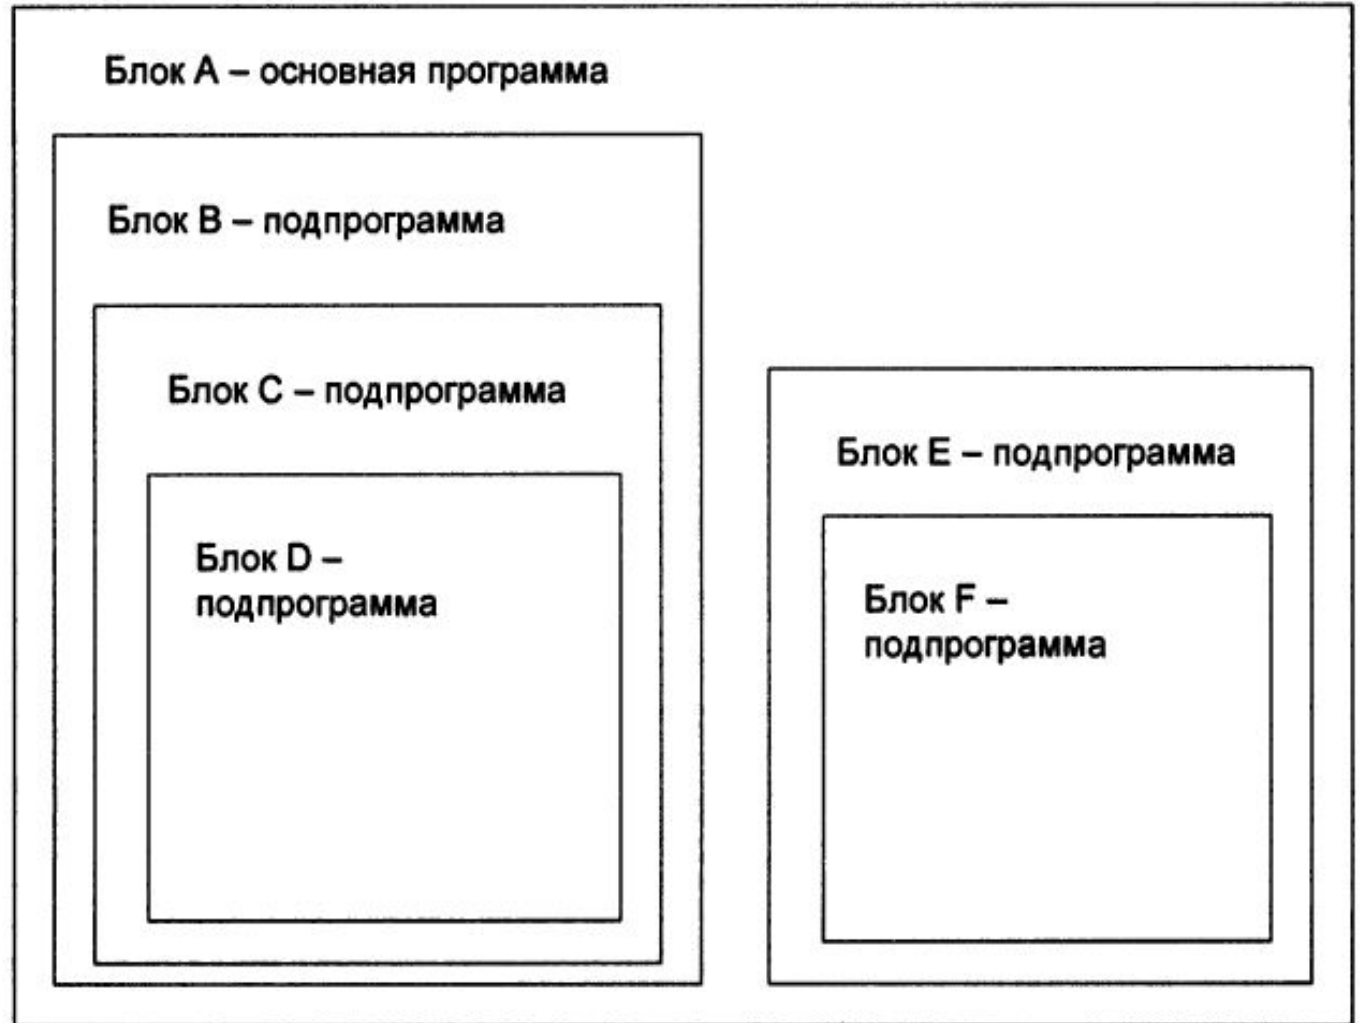 Блок A – основная программа
Блок B – подпрограмма
Блок C – подпрограмма
Блок D –
подпрограмма
Блок E – подпрограмма
Блок F –
подпрограмма